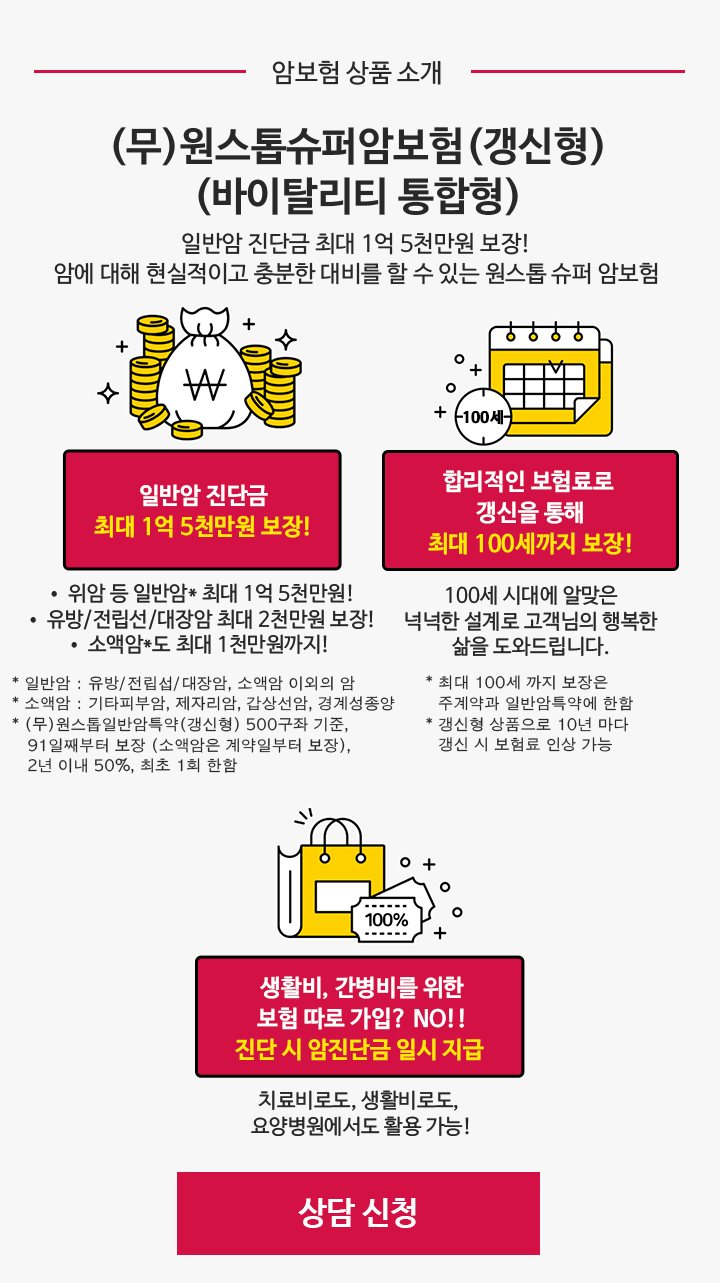 암보험 상품 소개
(무)원스톱슈퍼암보험(갱신형)
(바이탈리티 통합형)
일반암 진단금 최대 1억 5천만원 보장!
암에 대해 현실적이고 충분한 대비를 할 수 있는 원스톱 슈퍼 암보험
₩
일반암 진단금
최대 1억 5천만원 보장!
• 위암 등 일반암* 최대 1억 5천만원!
• 유방/전립선/대장암 최대 2천만원 보장!
• 소액암*도 최대 1천만원까지!
* 일반암 : 유방/전립섭/대장암, 소액암 이외의 암
* 소액암 : 기타피부암, 제자리암, 갑상선암, 경계성종양
* (무)원스톱일반암특약(갱신형) 500구좌 기준,
91일째부터 보장 (소액암은 계약일부터 보장),
2년 이내 50%, 최초 1회 한함
100세
합리적인 보험료로
갱신을 통해
최대 100세까지 보장!
100세 시대에 알맞은
넉넉한 설계로 고객님의 행복한
삶을 도와드립니다.
* 최대 100세 까지 보장은
주계약과 일반암특약에 한함
* 갱신형 상품으로 10년 마다
갱신 시 보험료 인상 가능
100%
생활비, 간병비를 위한
보험 따로 가입? NO!!
진단 시 암진단금 일시 지급
치료비로도, 생활비로도,
요양병원에서도 활용 가능!
상담 신청